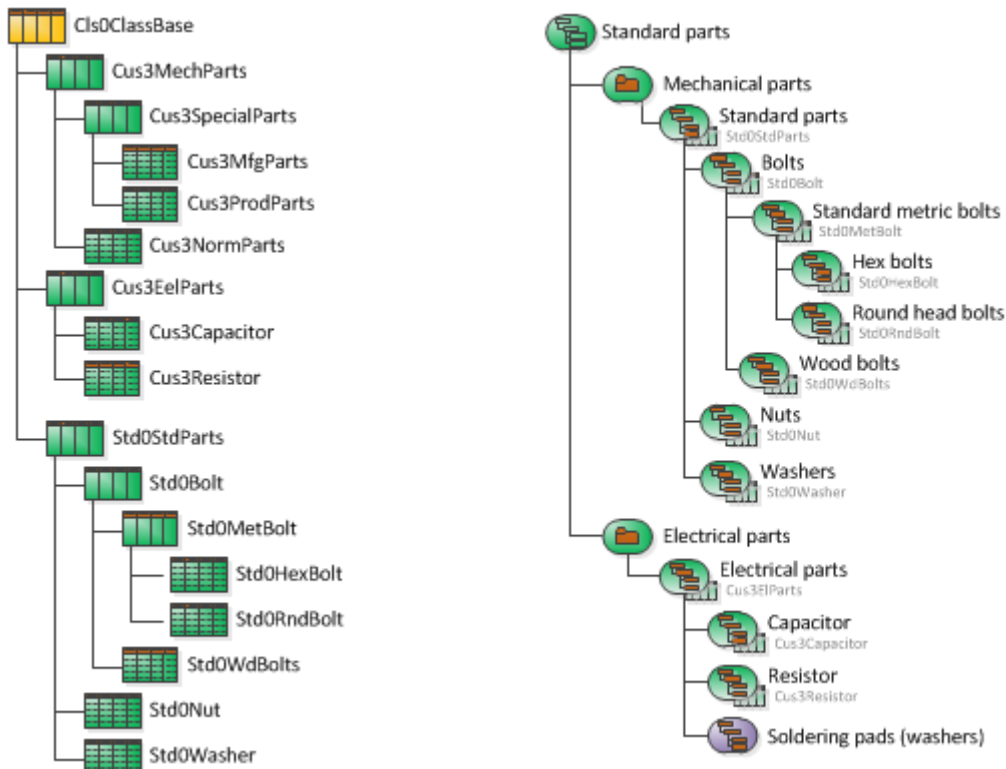 Cls0ClassBase
Cus3MechParts
Cus3SpecialParts
Cus3MfgParts
Cus3ProdParts
Cus3NormParts
Cus3EelParts
Cus3Capacitor
Cus3Resistor
Std0StdParts
Std0Bolt
Std0MetBolt
Std0HexBolt
Std0RndBolt
Std0WdBolts
Std0Nut
Std0Washer
Standard parts
Mechanical parts
Standard parts
Std0StdParts
Bolts
Std0Bolt
Standard metric bolts
Std0MetBolt
Hex bolts
Std0HexBolt
Round head bolts
Std0RndBolt
Wood bolts
Std0WdBolts
Nuts
Std0Nut
Washers
Std0Washer
Electrical parts
Electrical parts
Cus3ElParts
Capacitor
Cus3Capacitor
Resistor
Cus3Resistor
Soldering pads (washers)